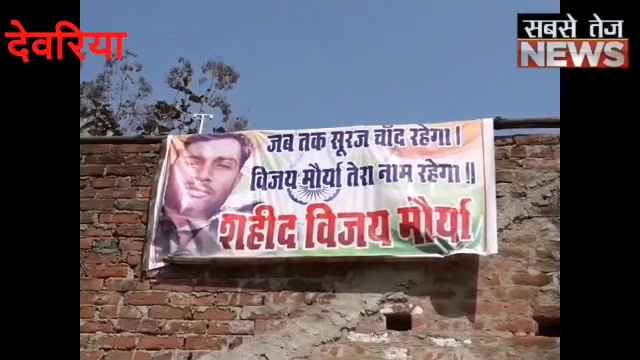 देवरिया
सबसे तेज
NEWS
जब तक सूरज चाँद रहेगा।
विजय मौर्या तेरा नाम रहेगा॥
शहीद विजय मौर्या